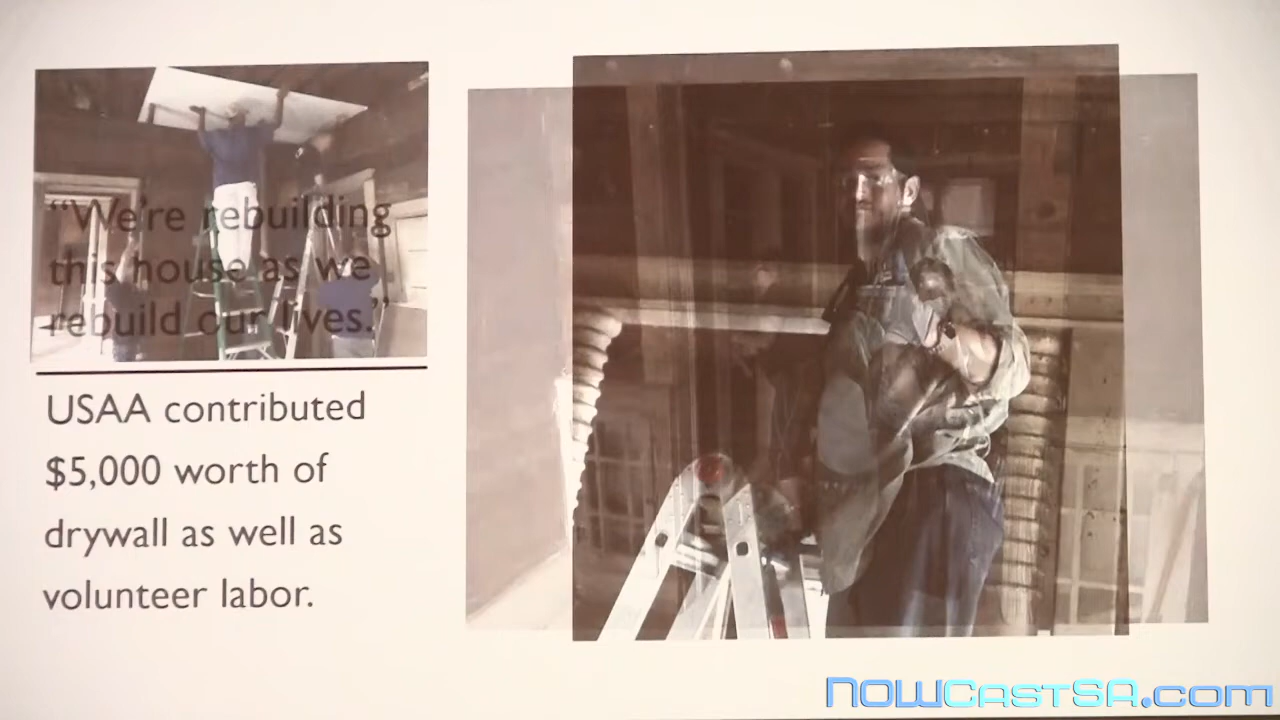 “We’re rebuilding
this house as we
rebuild our lives.”
USAA contributed
$5,000 worth of
drywall as well as
volunteer labor.
NOWCastSA.com